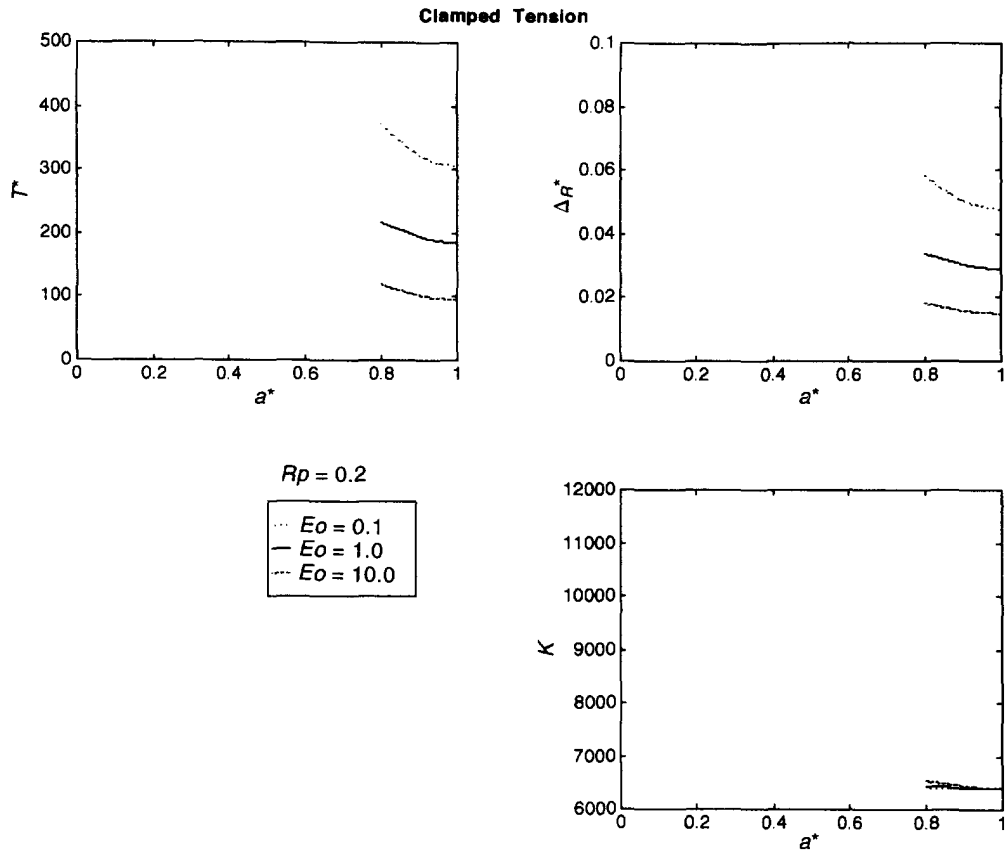 Clamped Tension
500
400
300
200
100
0
T*
0 0.2 0.4 0.6 0.8 1
a*
0.1
0.08
0.06
0.04
0.02
0
ΔR*
0 0.2 0.4 0.6 0.8 1
a*
Rp = 0.2
Eo = 0.1
Eo = 1.0
Eo = 10.0
12000
11000
10000
9000
8000
7000
6000
K
0 0.2 0.4 0.6 0.8 1
a*